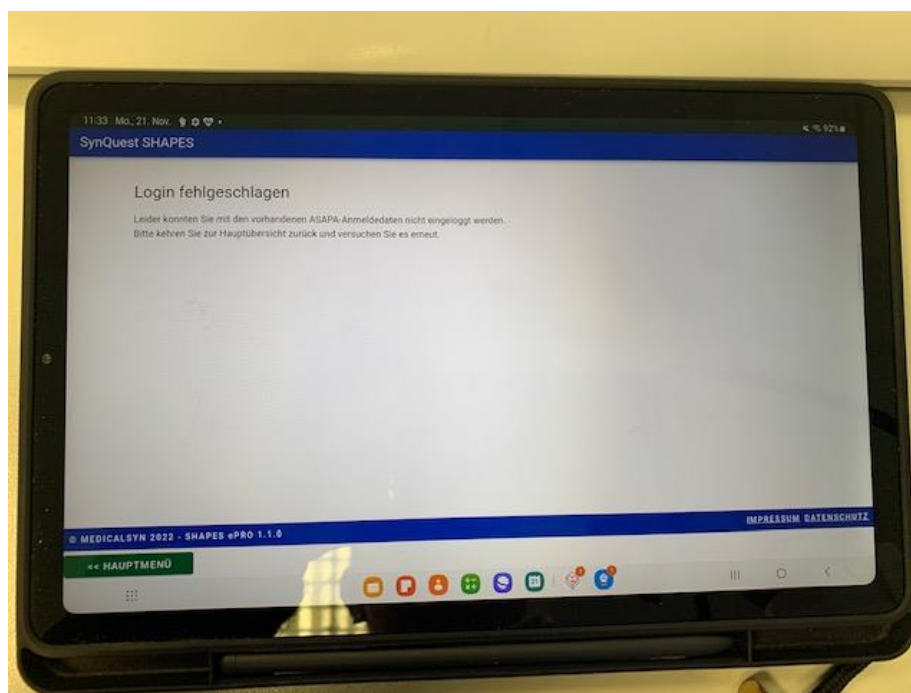 11:33 Mo., 21. Nov.
92%
SynQuest SHAPES
Login fehlgeschlagen
Leider konnten Sie mit den vorhandenen ASAPA-Anmeldedaten nicht eingeloggt werden.
Bitte kehren Sie zur Hauptübersicht zurück und versuchen Sie es erneut.
IMPRESSUM DATENSCHUTZ
© MEDICALSYN 2022 - SHAPES ePRO 1.1.0
<< HAUPTMENÜ
21